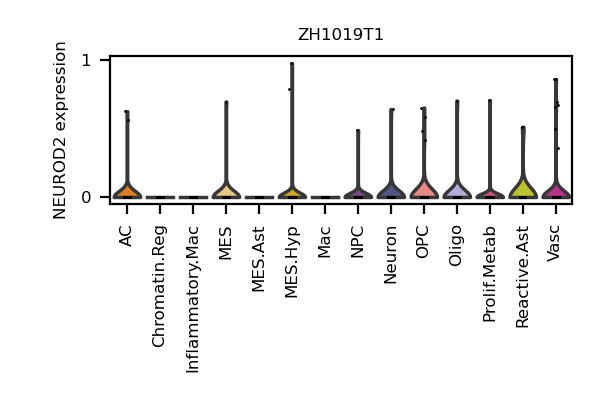 ZH1019T1
NEUROD2 expression
1
0
AC
Chromatin.Reg
Inflammatory.Mac
MES
MES.Ast
MES.Hyp
Mac
NPC
Neuron
OPC
Oligo
Prolif.Metab
Reactive.Ast
Vasc